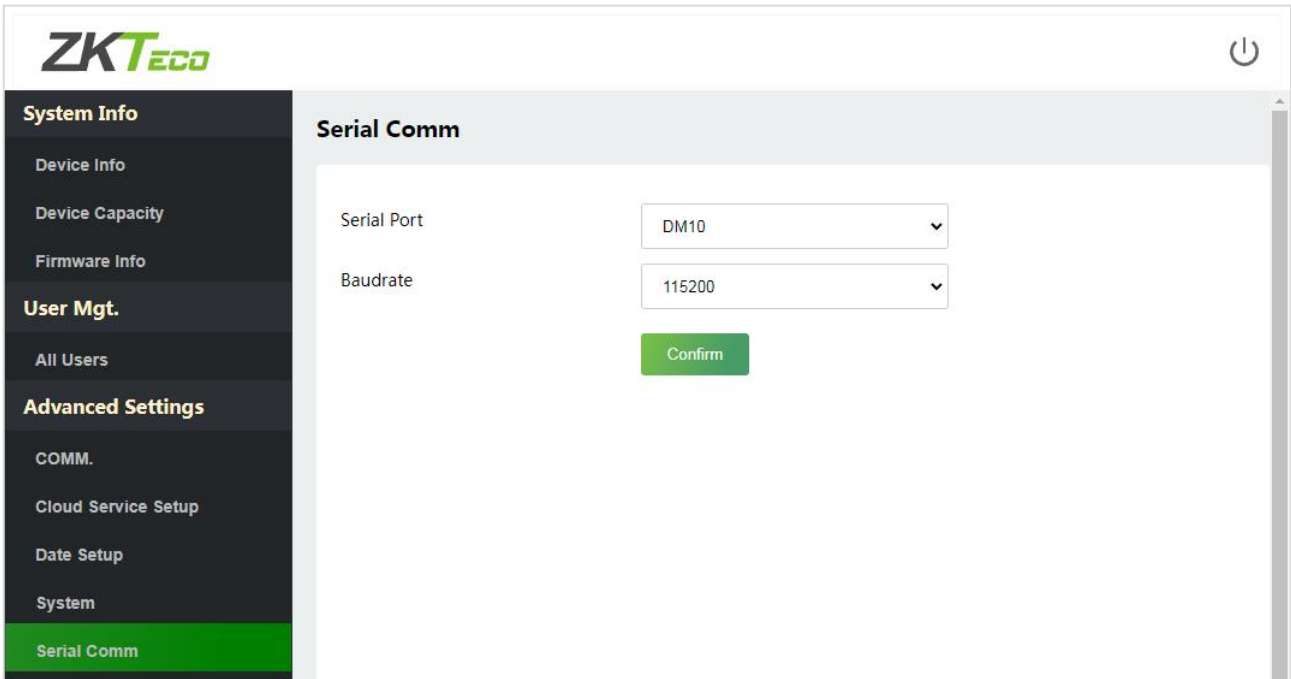 ZKTECO
System Info
Device Info
Device Capacity
Firmware Info
User Mgt.
All Users
Advanced Settings
COMM.
Cloud Service Setup
Date Setup
System
Serial Comm
Serial Comm
Serial Port
DM10
Baudrate
115200
Confirm